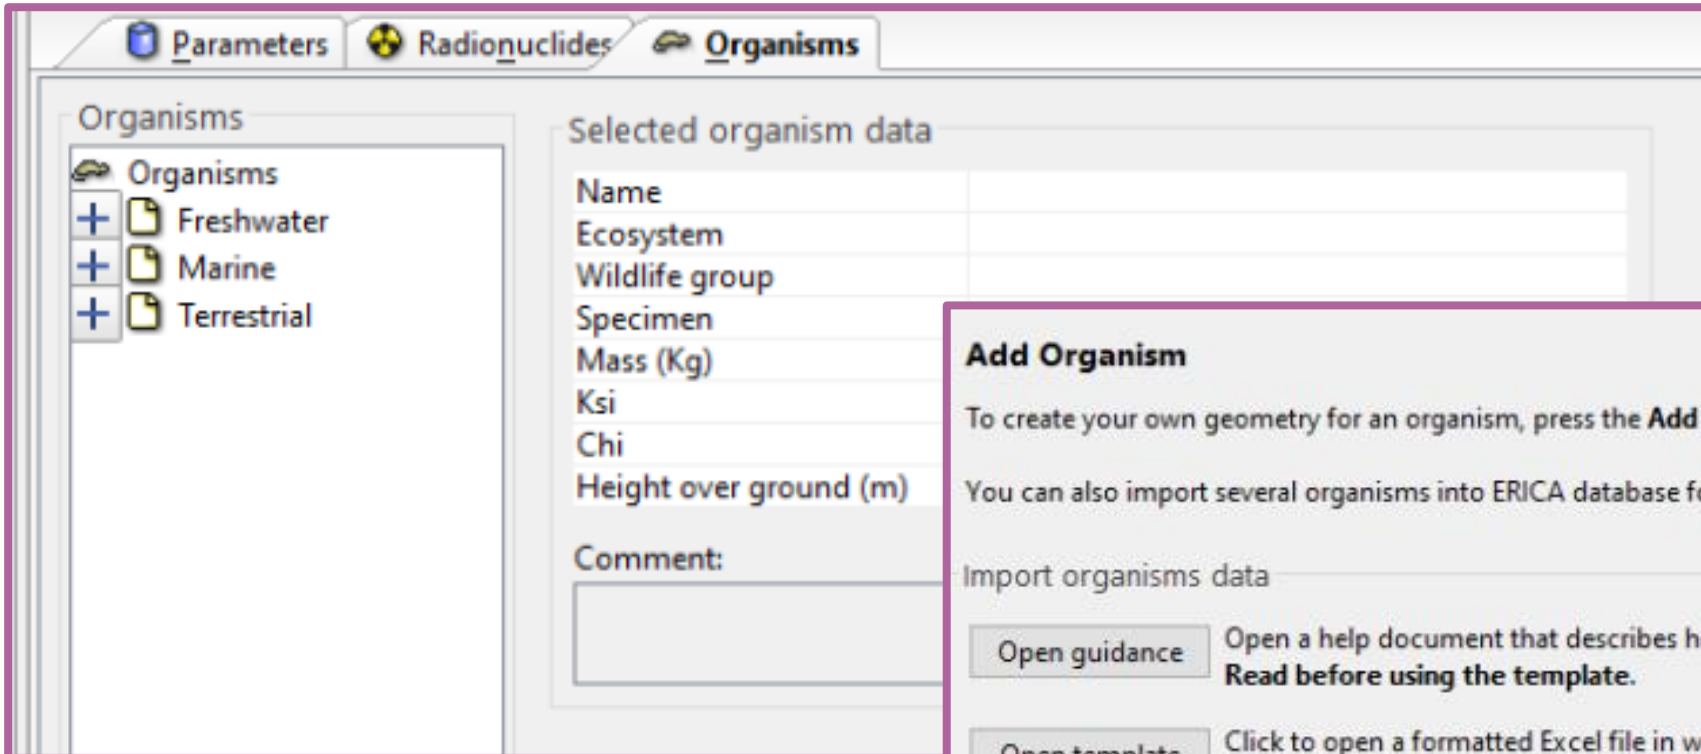 Parameters Radionuclides Organisms
Organisms
Organisms
Freshwater
Marine
Terrestrial
Selected organism data
Name
Ecosystem
Wildlife group
Specimen
Mass (Kg)
Ksi
Chi
Height over ground (m)
Comment:
Add Organism
To create your own geometry for an organism, press the Add
You can also import several organisms into ERICA database
Import organisms data
Open guidance
Open a help document that describes
Read before using the template.
Open template
Click to open a formatted Excel file in